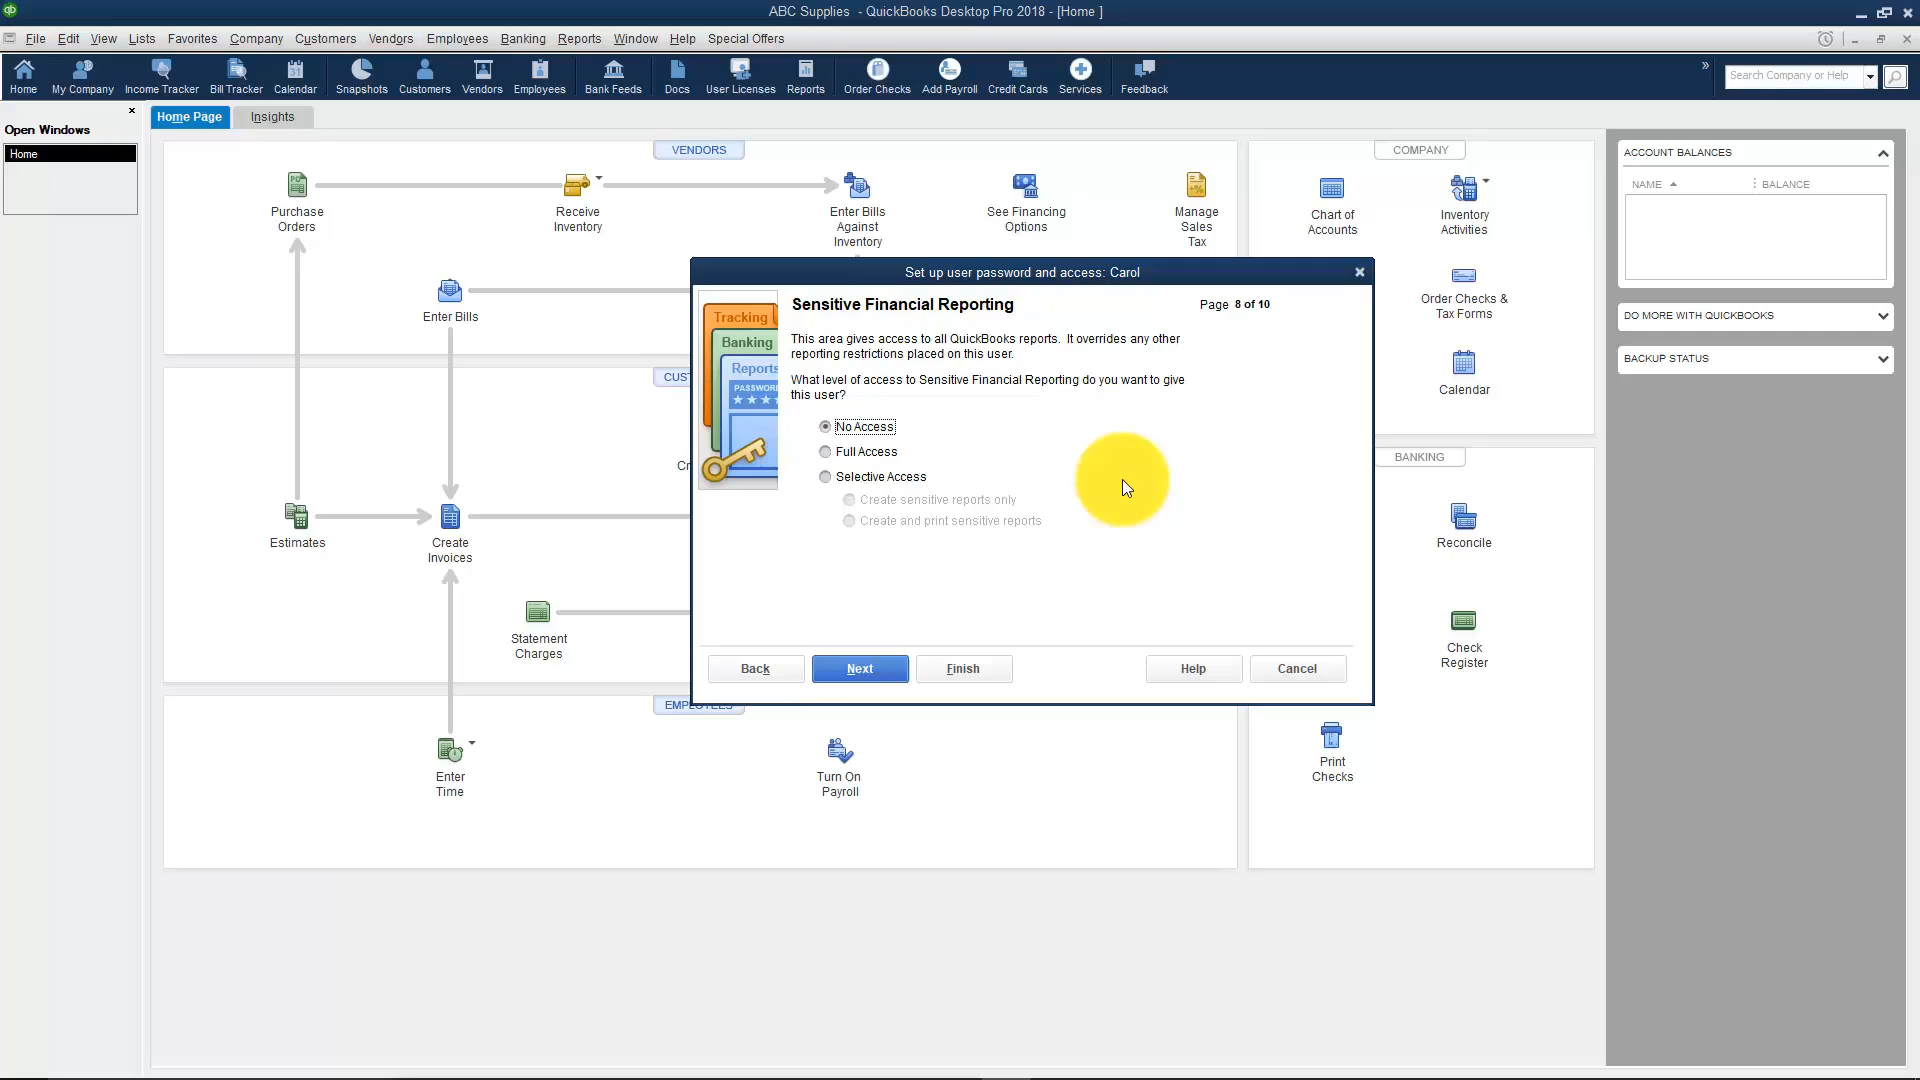 qb
ABC Supplies - QuickBooks Desktop Pro 2018 - [Home ]
File Edit View Lists Favorites Company Customers Vendors Employees Banking Reports Window Help Special Offers
Home My Company Income Tracker Bill Tracker Calendar Snapshots Customers Vendors Employees Bank Feeds Docs User Licenses Reports Order Checks Add Payroll Credit Cards Services Feedback
Search Company or Help
Open Windows
Home
Home Page Insights
VENDORS
Purchase
Orders
Receive
Inventory
Enter Bills
Against
Inventory
See Financing
Options
Manage
Sales
Tax
Enter Bills
CUST
Cr
Estimates
Create
Invoices
Statement
Charges
EMPLOYEES
Enter
Time
Turn On
Payroll
COMPANY
Chart of
Accounts
Inventory
Activities
Order Checks &
Tax Forms
Calendar
BANKING
Reconcile
Check
Register
Print
Checks
ACCOUNT BALANCES
NAME BALANCE
DO MORE WITH QUICKBOOKS
BACKUP STATUS
Set up user password and access: Carol
Tracking
Banking
Reports
PASSWORD
Sensitive Financial Reporting
Page 8 of 10
This area gives access to all QuickBooks reports. It overrides any other
reporting restrictions placed on this user.
What level of access to Sensitive Financial Reporting do you want to give
this user?
No Access
Full Access
Selective Access
Create sensitive reports only
Create and print sensitive reports
Back Next Finish Help Cancel